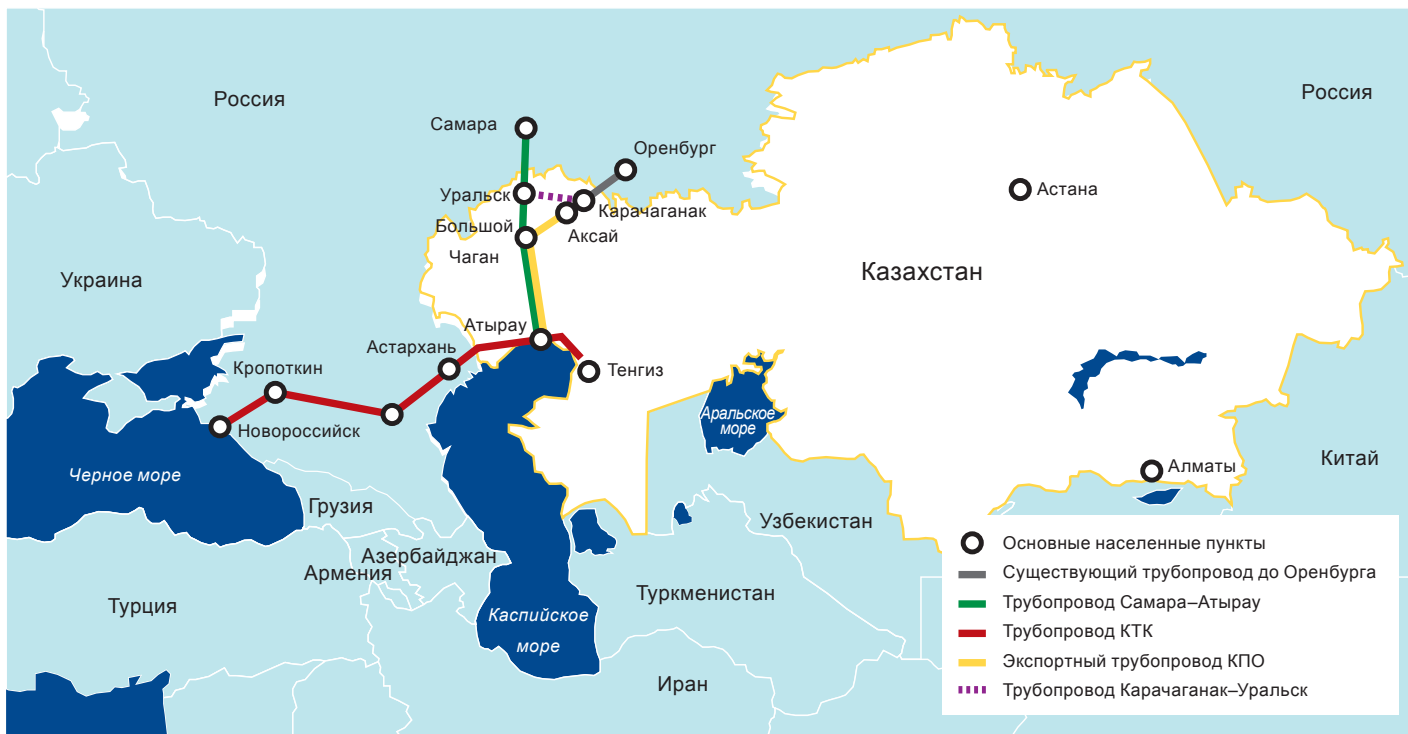 Россия
Россия
Самара
Оренбург
Уральск
Астана
Карачаганак
Большой
Чаган
Аксай
Казахстан
Украина
Атырау
Астархань
Тенгиз
Кропоткин
Новороссийск
Аральское
море
Черное море
Китай
Алматы
Грузия
Узбекистан
Азербайджан
Армения
Турция
Туркменистан
Каспийское
море
Иран
Основные населенные пункты
Существующий трубопровод до Оренбурга
Трубопровод Самара–Атырау
Трубопровод КТК
Экспортный трубопровод КПО
Трубопровод Карачаганак–Уральск